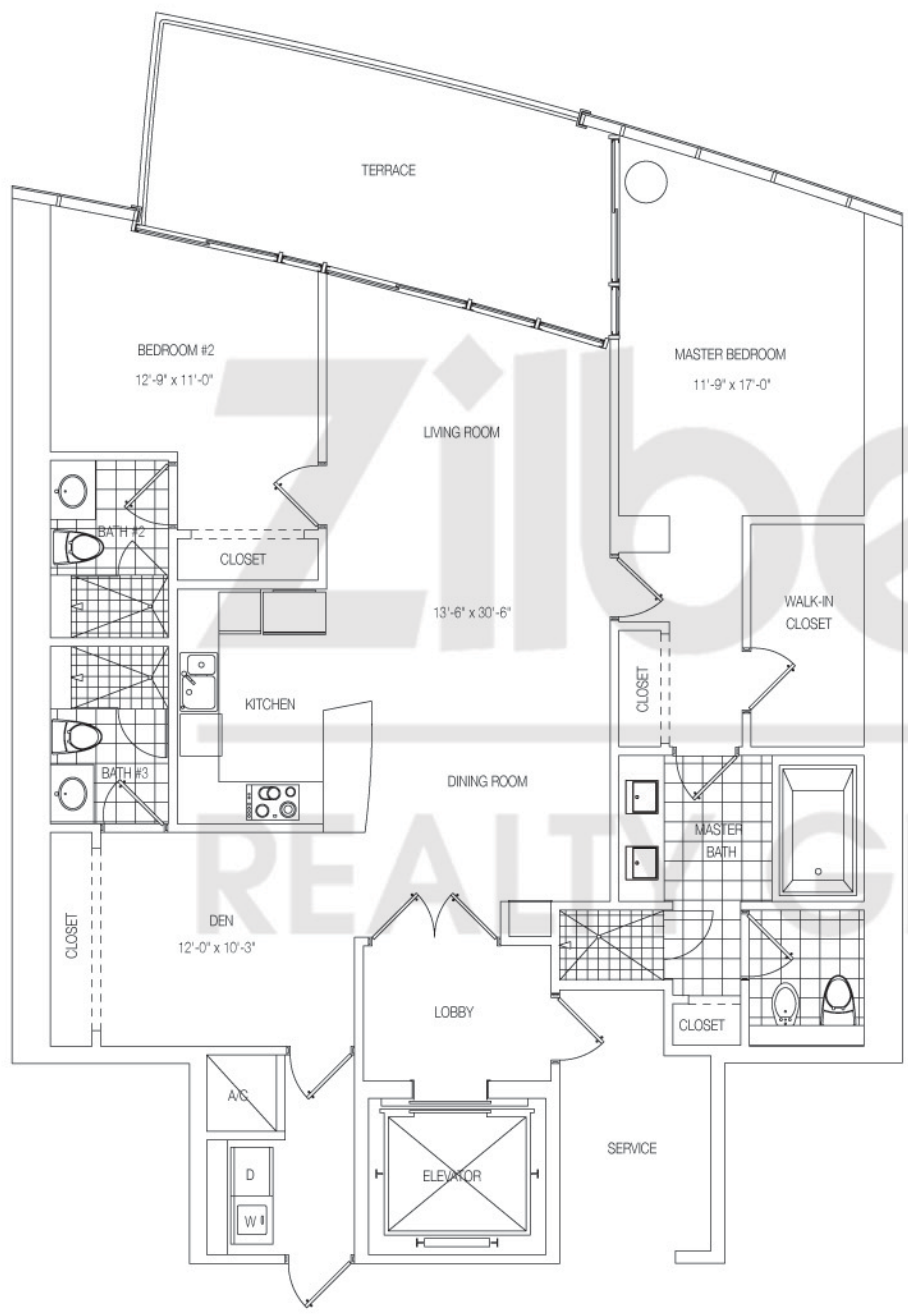 TERRACE
BEDROOM #2
12'-9" x 11'-0"
MASTER BEDROOM
11'-9" x 17'-0"
LIVING ROOM
BATH #2
CLOSET
13'-6" x 30'-6"
WALK-IN
CLOSET
CLOSET
KITCHEN
BATH #3
DINING ROOM
MASTER
BATH
DEN
12'-0" x 10'-3"
CLOSET
LOBBY
CLOSET
A/C
ELEVATOR
SERVICE
D
W
Zilbe
REALTY G